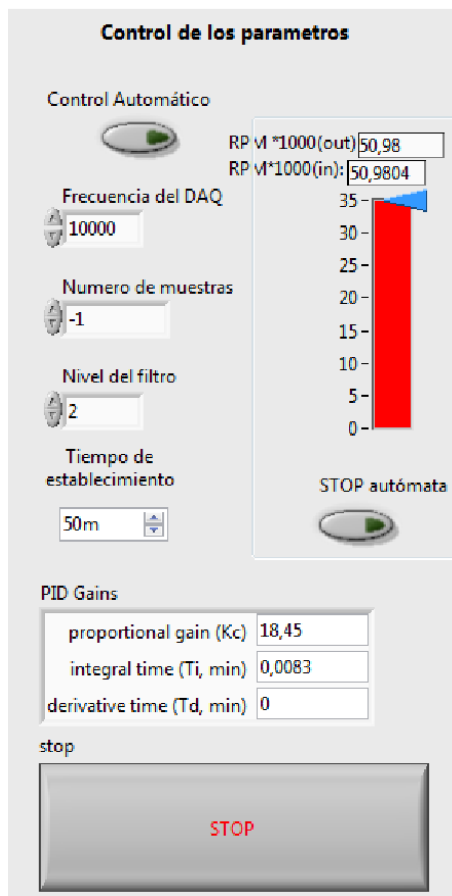 Control de los parametros
Control Automático
RPM *1000(out) 50,98
RPM*1000(in): 50,9804
Frecuencia del DAQ
10000
Numero de muestras
-1
Nivel del filtro
2
Tiempo de
establecimiento
50m
35
30
25
20
15
10
5
0
STOP autómata
PID Gains
proportional gain (Kc) 18,45
integral time (Ti, min) 0,0083
derivative time (Td, min) 0
stop
STOP